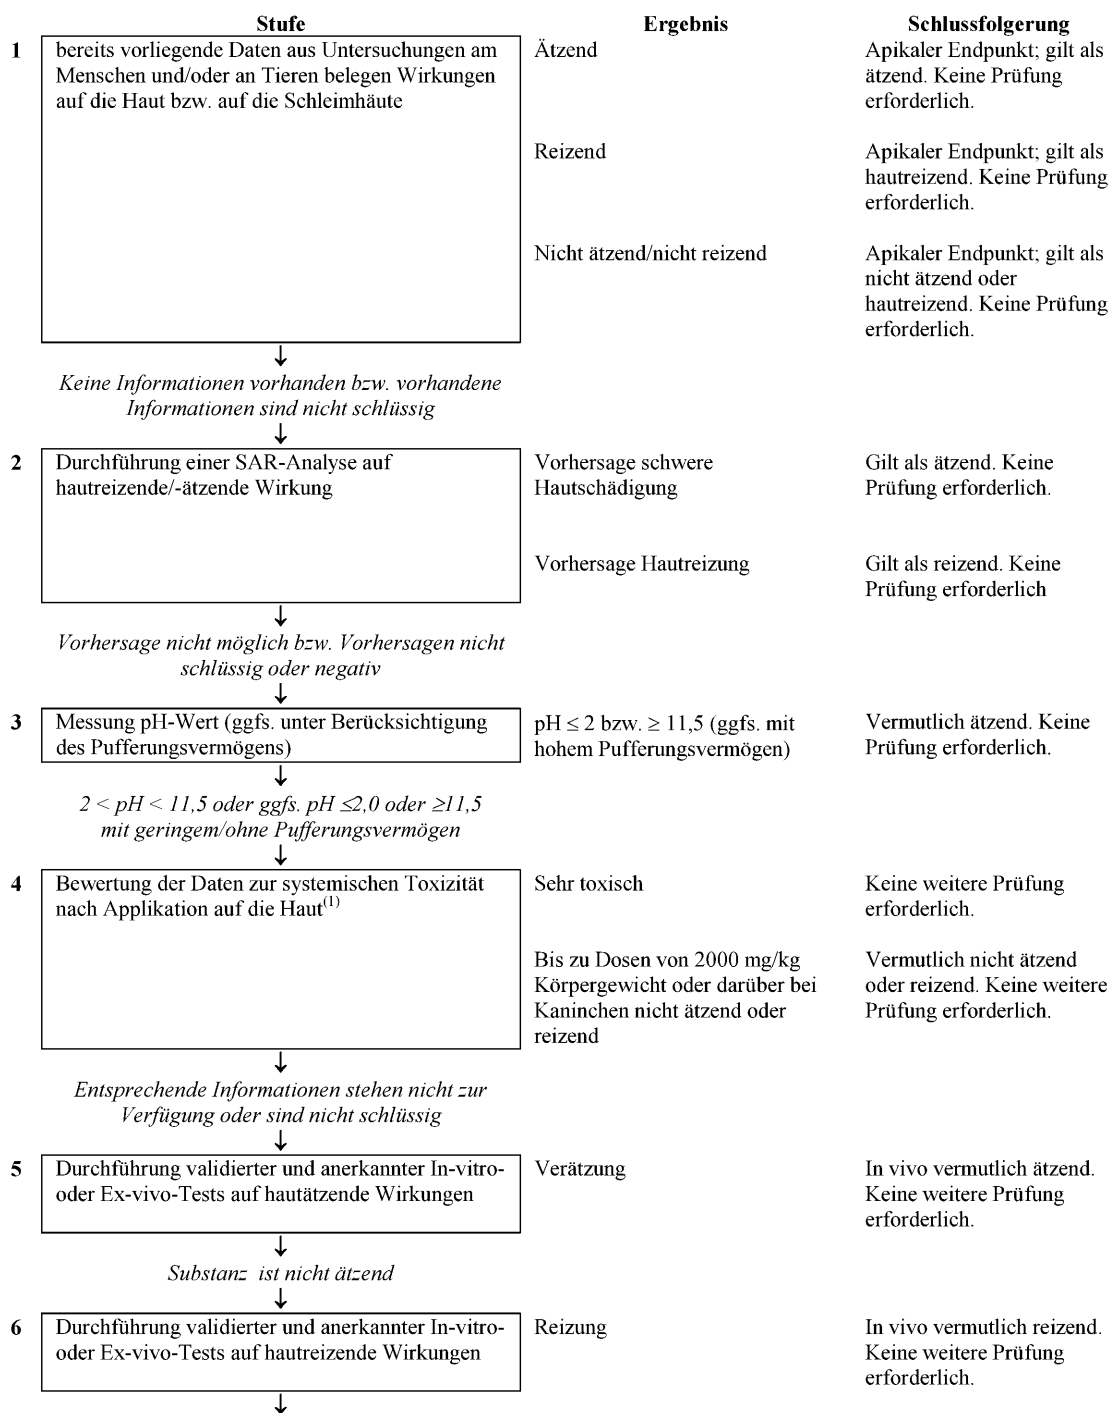 Stufe Ergebnis Schlussfolgerung
1 bereits vorliegende Daten aus Untersuchungen am
Menschen und/oder an Tieren belegen Wirkungen
auf die Haut bzw. auf die Schleimhäute
Ätzend
Apikaler Endpunkt; gilt als
ätzend. Keine Prüfung
erforderlich.
Reizend
Apikaler Endpunkt; gilt als
hautreizend. Keine Prüfung
erforderlich.
Nicht ätzend/nicht reizend
Apikaler Endpunkt; gilt als
nicht ätzend oder
hautreizend. Keine Prüfung
erforderlich.
↓
Keine Informationen vorhanden bzw. vorhandene
Informationen sind nicht schlüssig
↓
2 Durchführung einer SAR-Analyse auf
hautreizende/-ätzende Wirkung
Vorhersage schwere
Hautschädigung
Gilt als ätzend. Keine
Prüfung erforderlich.
Vorhersage Hautreizung
Gilt als reizend. Keine
Prüfung erforderlich
↓
Vorhersage nicht möglich bzw. Vorhersagen nicht
schlüssig oder negativ
↓
3 Messung pH-Wert (ggfs. unter Berücksichtigung
des Pufferungsvermögens)
pH ≤ 2 bzw. ≥ 11,5 (ggfs. mit
hohem Pufferungsvermögen)
Vermutlich ätzend. Keine
Prüfung erforderlich.
↓
2 < pH < 11,5 oder ggfs. pH ≤2,0 oder ≥11,5
mit geringem/ohne Pufferungsvermögen
↓
4 Bewertung der Daten zur systemischen Toxizität
nach Applikation auf die Haut(1)
Sehr toxisch
Keine weitere Prüfung
erforderlich.
Bis zu Dosen von 2000 mg/kg
Körpergewicht oder darüber bei
Kaninchen nicht ätzend oder
reizend
Vermutlich nicht ätzend
oder reizend. Keine weitere
Prüfung erforderlich.
↓
Entsprechende Informationen stehen nicht zur
Verfügung oder sind nicht schlüssig
↓
5 Durchführung validierter und anerkannter In-vitro-
oder Ex-vivo-Tests auf hautätzende Wirkungen
Verätzung
In vivo vermutlich ätzend.
Keine weitere Prüfung
erforderlich.
↓
Substanz ist nicht ätzend
↓
6 Durchführung validierter und anerkannter In-vitro-
oder Ex-vivo-Tests auf hautreizende Wirkungen
Reizung
In vivo vermutlich reizend.
Keine weitere Prüfung
erforderlich.
↓